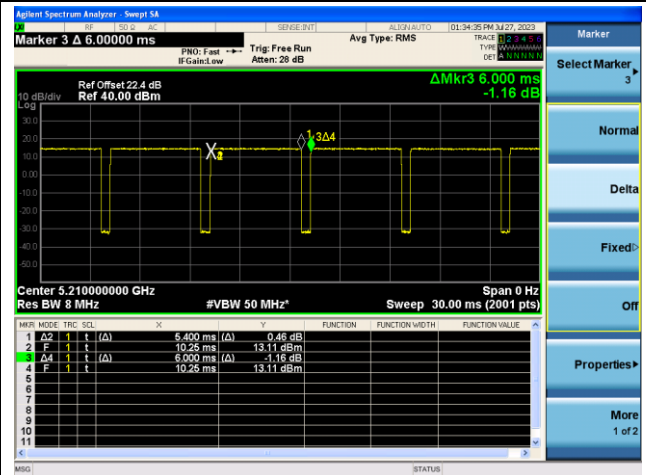 Agilent Spectrum Analyzer - Swept SA
RF 50 Ω AC SENSE:INT ALIGN AUTO 01:34:35 PM Jul 27, 2023
Marker 3 Δ 6.00000 ms
PNO: Fast
IFGain:Low
Trig: Free Run
Atten: 28 dB
Avg Type: RMS
TRACE 1 2 3 4 5 6
TYPE
DET A N N N N N
Ref Offset 22.4 dB
Ref 40.00 dBm
10 dB/div
Log
ΔMkr3 6.000 ms
-1.16 dB
30.0
20.0
10.0
0.00
-10.0
-20.0
-30.0
-40.0
-50.0
3Δ4
Center 5.210000000 GHz
Span 0 Hz
Res BW 8 MHz #VBW 50 MHz* Sweep 30.00 ms (2001 pts)
MKR MODE TRC SCL X Y FUNCTION FUNCTION WIDTH FUNCTION VALUE
1 Δ2 1 t (Δ) 5.400 ms (Δ) 0.46 dB
2 F 1 t 10.25 ms 13.11 dBm
3 Δ4 1 t (Δ) 6.000 ms (Δ) -1.16 dB
4 F 1 t 10.25 ms 13.11 dBm
5
6
7
8
9
10
11
MSG STATUS
Marker
Select Marker
3
Normal
Delta
Fixed
Off
Properties
More
1 of 2